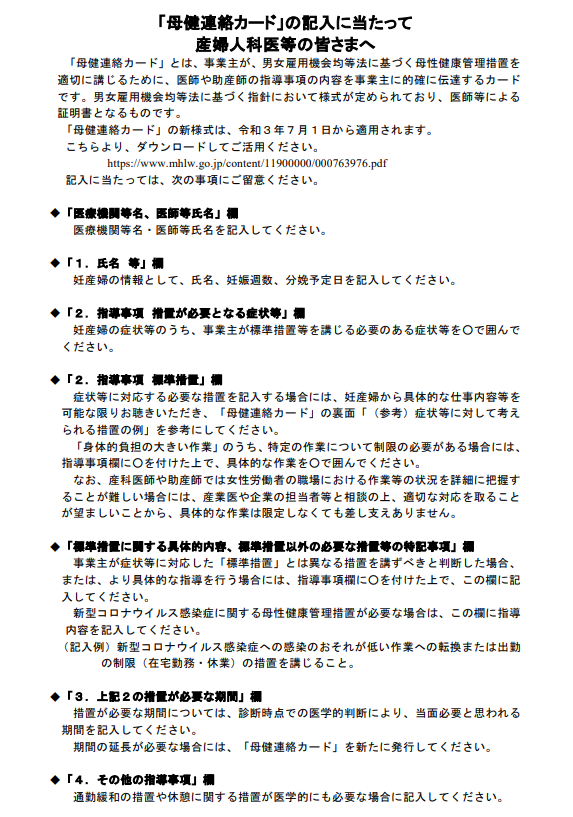 「母健連絡カード」の記入に当たって
産婦人科医等の皆さまへ
「母健連絡カード」とは、事業主が、男女雇用機会均等法に基づく母性健康管理措置を
適切に講じるために、医師や助産師の指導事項の内容を事業主に的確に伝達するカード
です。男女雇用機会均等法に基づく指針において様式が定められており、医師等による
証明書となるものです。
「母健連絡カード」の新様式は、令和３年７月１日から適用されます。
こちらより、ダウンロードしてご活用ください。
https://www.mhlw.go.jp/content/11900000/000763976.pdf
記入に当たっては、次の事項にご留意ください。
◆「医療機関等名、医師等氏名」欄
医療機関等名・医師等氏名を記入してください。
◆「１．氏名 等」欄
妊産婦の情報として、氏名、妊娠週数、分娩予定日を記入してください。
◆「２．指導事項 措置が必要となる症状等」欄
妊産婦の症状等のうち、事業主が標準措置等を講じる必要のある症状等を〇で囲んで
ください。
◆「２．指導事項 標準措置」欄
症状等に対応する必要な措置を記入する場合には、妊産婦から具体的な仕事内容等を
可能な限りお聴きいただき、「母健連絡カード」の裏面「（参考）症状等に対して考え
られる措置の例」を参考にしてください。
「身体的負担の大きい作業」のうち、特定の作業について制限の必要がある場合には、
指導事項欄に〇を付けた上で、具体的な作業を〇で囲んでください。
なお、産科医師や助産師では女性労働者の職場における作業等の状況を詳細に把握す
ることが難しい場合には、産業医や企業の担当者等と相談の上、適切な対応を取ること
が望ましいことから、具体的な作業は限定しなくても差し支えありません。
◆「標準措置に関する具体的内容、標準措置以外の必要な措置等の特記事項」欄
事業主が症状等に対応した「標準措置」とは異なる措置を講ずべきと判断した場合、
または、より具体的な指導を行う場合には、指導事項欄に〇を付けた上で、この欄に記
入してください。
新型コロナウイルス感染症に関する母性健康管理措置が必要な場合は、この欄に指導
内容を記入してください。
（記入例）新型コロナウイルス感染症への感染のおそれが低い作業への転換または出勤
の制限（在宅勤務・休業）の措置を講じること。
◆「３．上記２の措置が必要な期間」欄
措置が必要な期間については、診断時点での医学的判断により、当面必要と思われる
期間を記入してください。
期間の延長が必要な場合には、「母健連絡カード」を新たに発行してください。
◆「４．その他の指導事項」欄
通勤緩和の措置や休憩に関する措置が医学的にも必要な場合に記入してください。